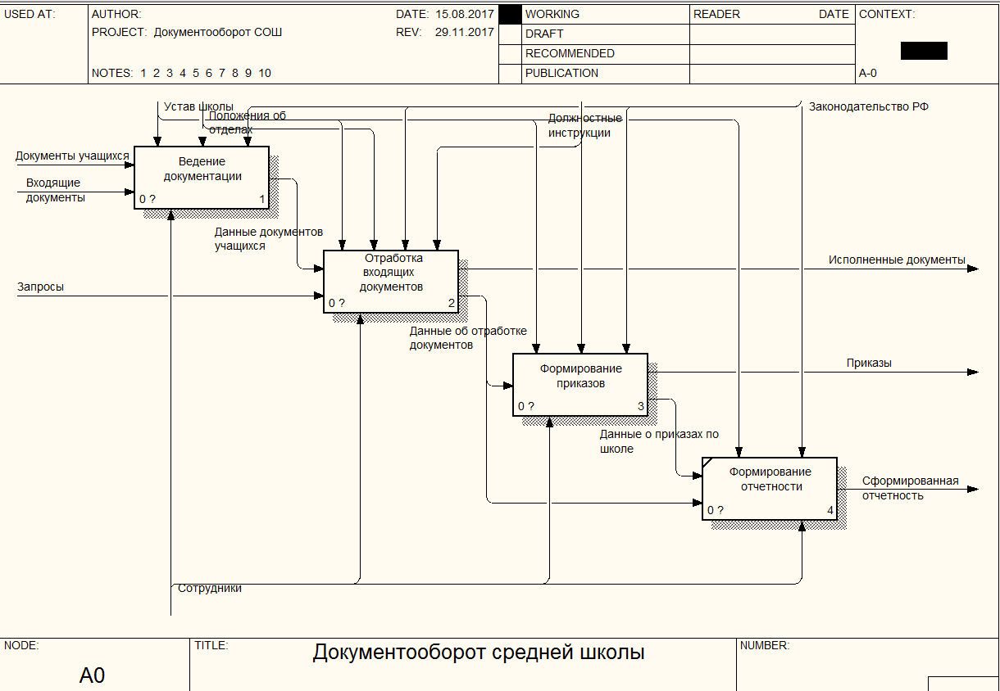 USED AT:
AUTHOR:
DATE: 15.08.2017
PROJECT: Документооборот СОШ
REV: 29.11.2017
NOTES: 1 2 3 4 5 6 7 8 9 10
WORKING
DRAFT
RECOMMENDED
PUBLICATION
READER
DATE
CONTEXT:
A-0
Устав школы
Положения об
отделах
Должностные
инструкции
Законодательство РФ
Документы учащихся
Входящие
документы
Ведение
документации
0 ?
1
Данные документов
учащихся
Запросы
Отработка
входящих
документов
0 ?
2
Исполненные документы
Данные об отработке
документов
Формирование
приказов
0 ?
3
Приказы
Данные о приказах по
школе
Формирование
отчетности
0 ?
4
Сформированная
отчетность
Сотрудники
NODE:
A0
TITLE:
Документооборот средней школы
NUMBER: